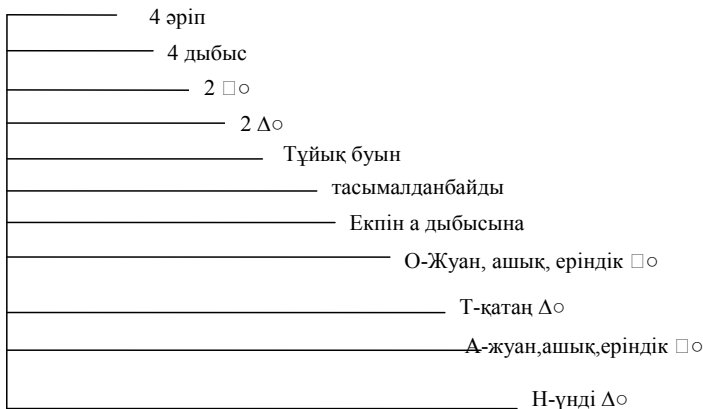 4 әріп
4 дыбыс
2 □○
2 ∆○
Тұйық буын
тасымалданбайды
Екпін а дыбысына
О-Жуан, ашық, еріндік □○
Т-қатаң ∆○
А-жуан,ашық,еріндік □○
Н-үнді ∆○